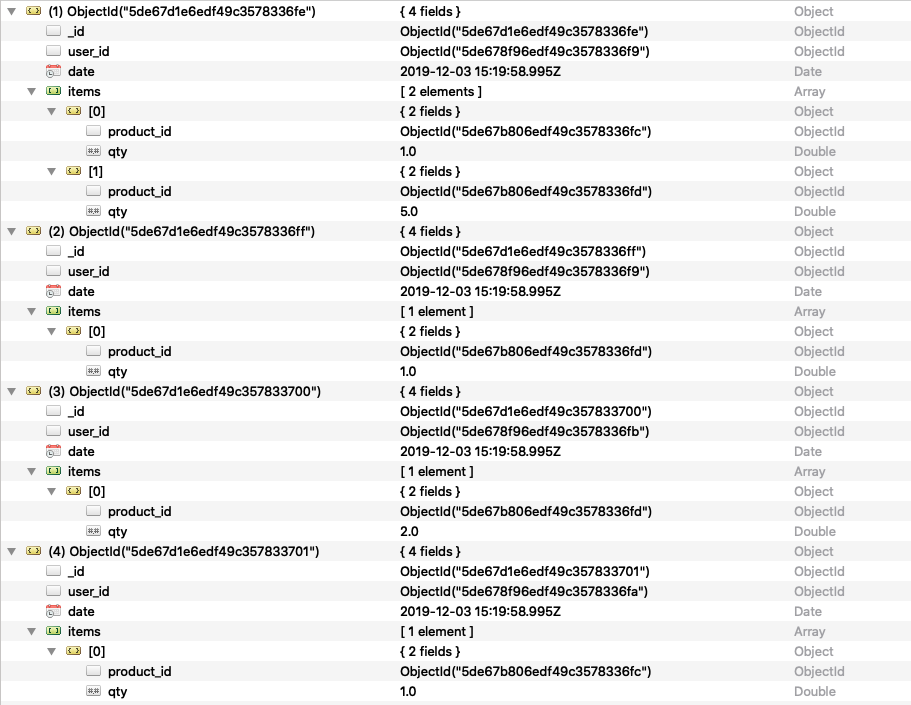 (1) ObjectId("5de67d1e6edf49c3578336fe") { 4 fields } Object
_id ObjectId("5de67d1e6edf49c3578336fe") ObjectId
user_id ObjectId("5de678f96edf49c3578336f9") ObjectId
date 2019-12-03 15:19:58.995Z Date
items [ 2 elements ] Array
[0] { 2 fields } Object
product_id ObjectId("5de67b806edf49c3578336fc") ObjectId
qty 1.0 Double
[1] { 2 fields } Object
product_id ObjectId("5de67b806edf49c3578336fd") ObjectId
qty 5.0 Double
(2) ObjectId("5de67d1e6edf49c3578336ff") { 4 fields } Object
_id ObjectId("5de67d1e6edf49c3578336ff") ObjectId
user_id ObjectId("5de678f96edf49c3578336f9") ObjectId
date 2019-12-03 15:19:58.995Z Date
items [ 1 element ] Array
[0] { 2 fields } Object
product_id ObjectId("5de67b806edf49c3578336fd") ObjectId
qty 1.0 Double
(3) ObjectId("5de67d1e6edf49c357833700") { 4 fields } Object
_id ObjectId("5de67d1e6edf49c357833700") ObjectId
user_id ObjectId("5de678f96edf49c3578336fb") ObjectId
date 2019-12-03 15:19:58.995Z Date
items [ 1 element ] Array
[0] { 2 fields } Object
product_id ObjectId("5de67b806edf49c3578336fd") ObjectId
qty 2.0 Double
(4) ObjectId("5de67d1e6edf49c357833701") { 4 fields } Object
_id ObjectId("5de67d1e6edf49c357833701") ObjectId
user_id ObjectId("5de678f96edf49c3578336fa") ObjectId
date 2019-12-03 15:19:58.995Z Date
items [ 1 element ] Array
[0] { 2 fields } Object
product_id ObjectId("5de67b806edf49c3578336fc") ObjectId
qty 1.0 Double